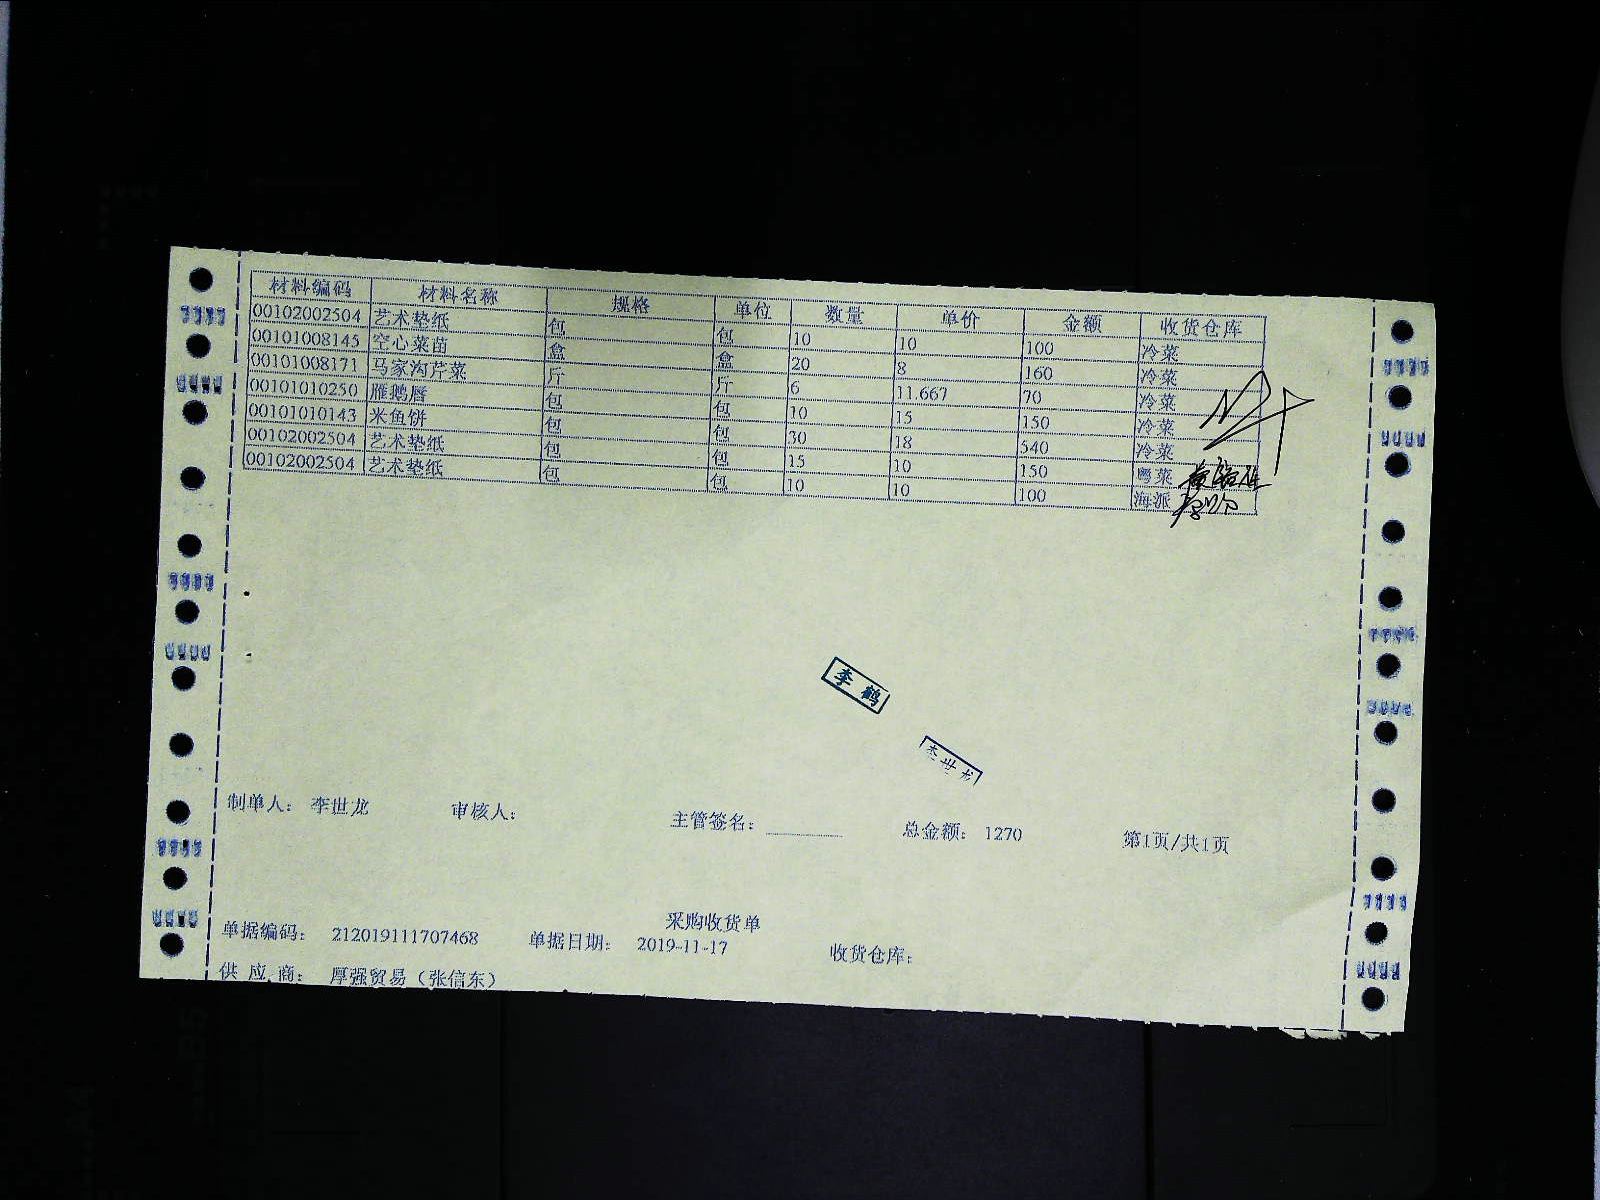 材料编码 材料名称 规格 单位 数量 单价 金额 收货仓库
00102002504 艺术垫纸 包 包 10 10 100 冷菜
00101008145 空心菜苗 盒 盒 20 8 160 冷菜
00101008171 马家沟芹菜 斤 斤 6 11.667 70 冷菜
00101010250 雁鹅唇 包 包 10 15 150 冷菜
00101010143 米鱼饼 包 包 30 18 540 冷菜
00102002504 艺术垫纸 包 包 15 10 150 粤菜
00102002504 艺术垫纸 包 包 10 10 100 海派
李鹤
李世龙
制单人: 李世龙 审核人: 主管签名: 总金额: 1270 第1页/共1页
采购收货单
单据编码: 212019111707468 单据日期: 2019-11-17 收货仓库:
供应商: 厚强贸易(张信东)